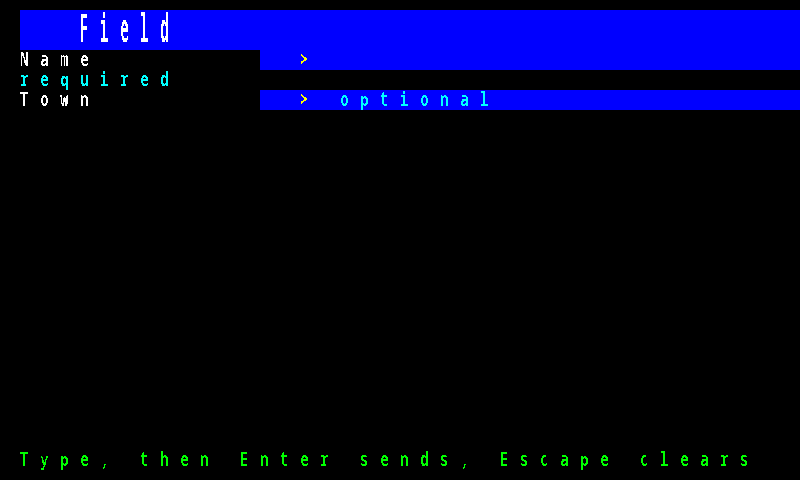 Field
Name >
required
Town > optional
Type, then Enter sends, Escape clears